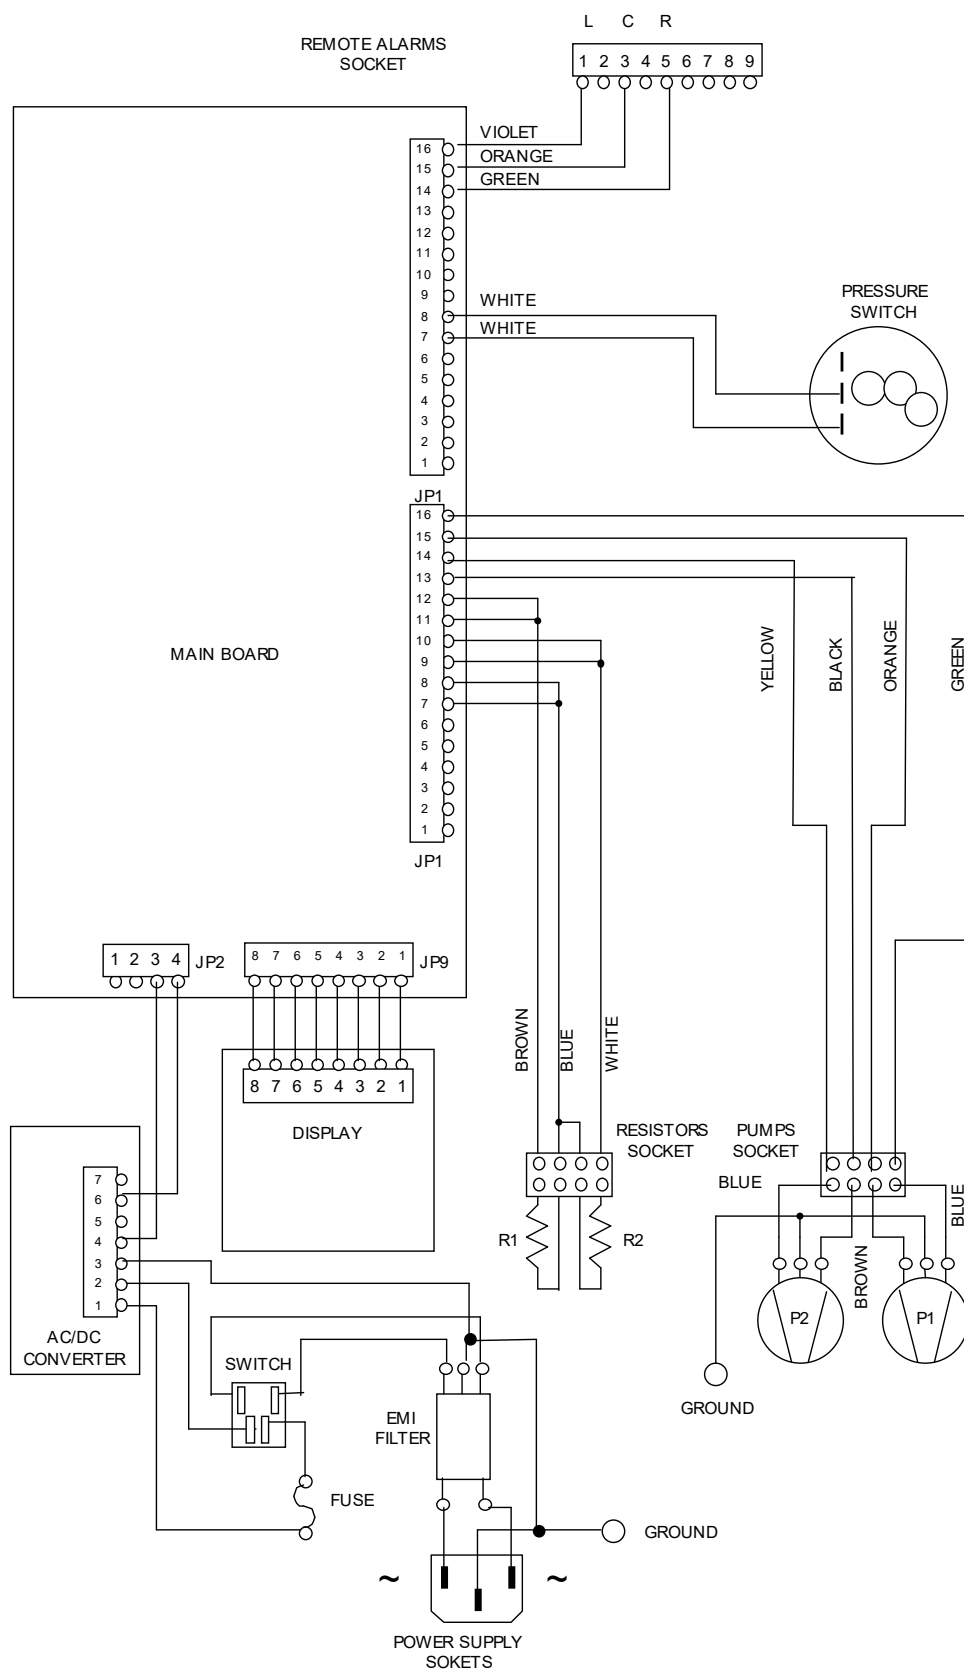 L C R
REMOTE ALARMS
SOCKET
1 2 3 4 5 6 7 8 9
VIOLET
16
ORANGE
15
GREEN
14
13
12
11
10
9
WHITE
8
WHITE
7
6
5
4
3
2
1
PRESSURE
SWITCH
JP1
16
15
14
13
12
11
10
9
8
7
6
5
4
3
2
1
JP1
MAIN BOARD
YELLOW
BLACK
ORANGE
GREEN
1 2 3 4 JP2
8 7 6 5 4 3 2 1 JP9
BROWN
BLUE
WHITE
8 7 6 5 4 3 2 1
DISPLAY
RESISTORS
SOCKET
PUMPS
SOCKET
BLUE
BLUE
R1
R2
BROWN
P2
P1
GROUND
7
6
5
4
3
2
1
AC/DC
CONVERTER
SWITCH
EMI
FILTER
FUSE
GROUND
~ ~
POWER SUPPLY
SOKETS